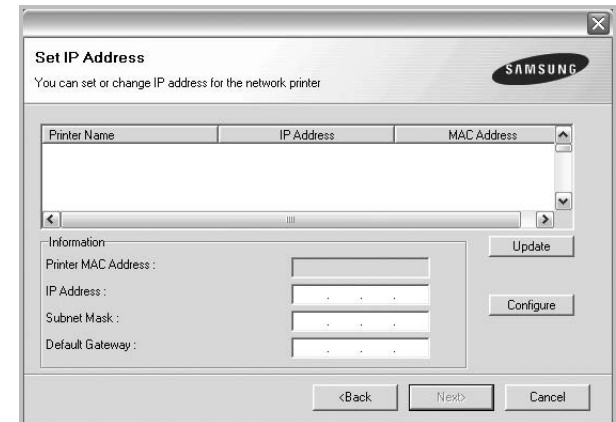 Set IP Address
You can set or change IP address for the network printer
SAMSUNG
Printer Name IP Address MAC Address
Information
Update
Printer MAC Address :
IP Address : . . .
Configure
Subnet Mask : . . .
Default Gateway : . . .
<Back Next> Cancel